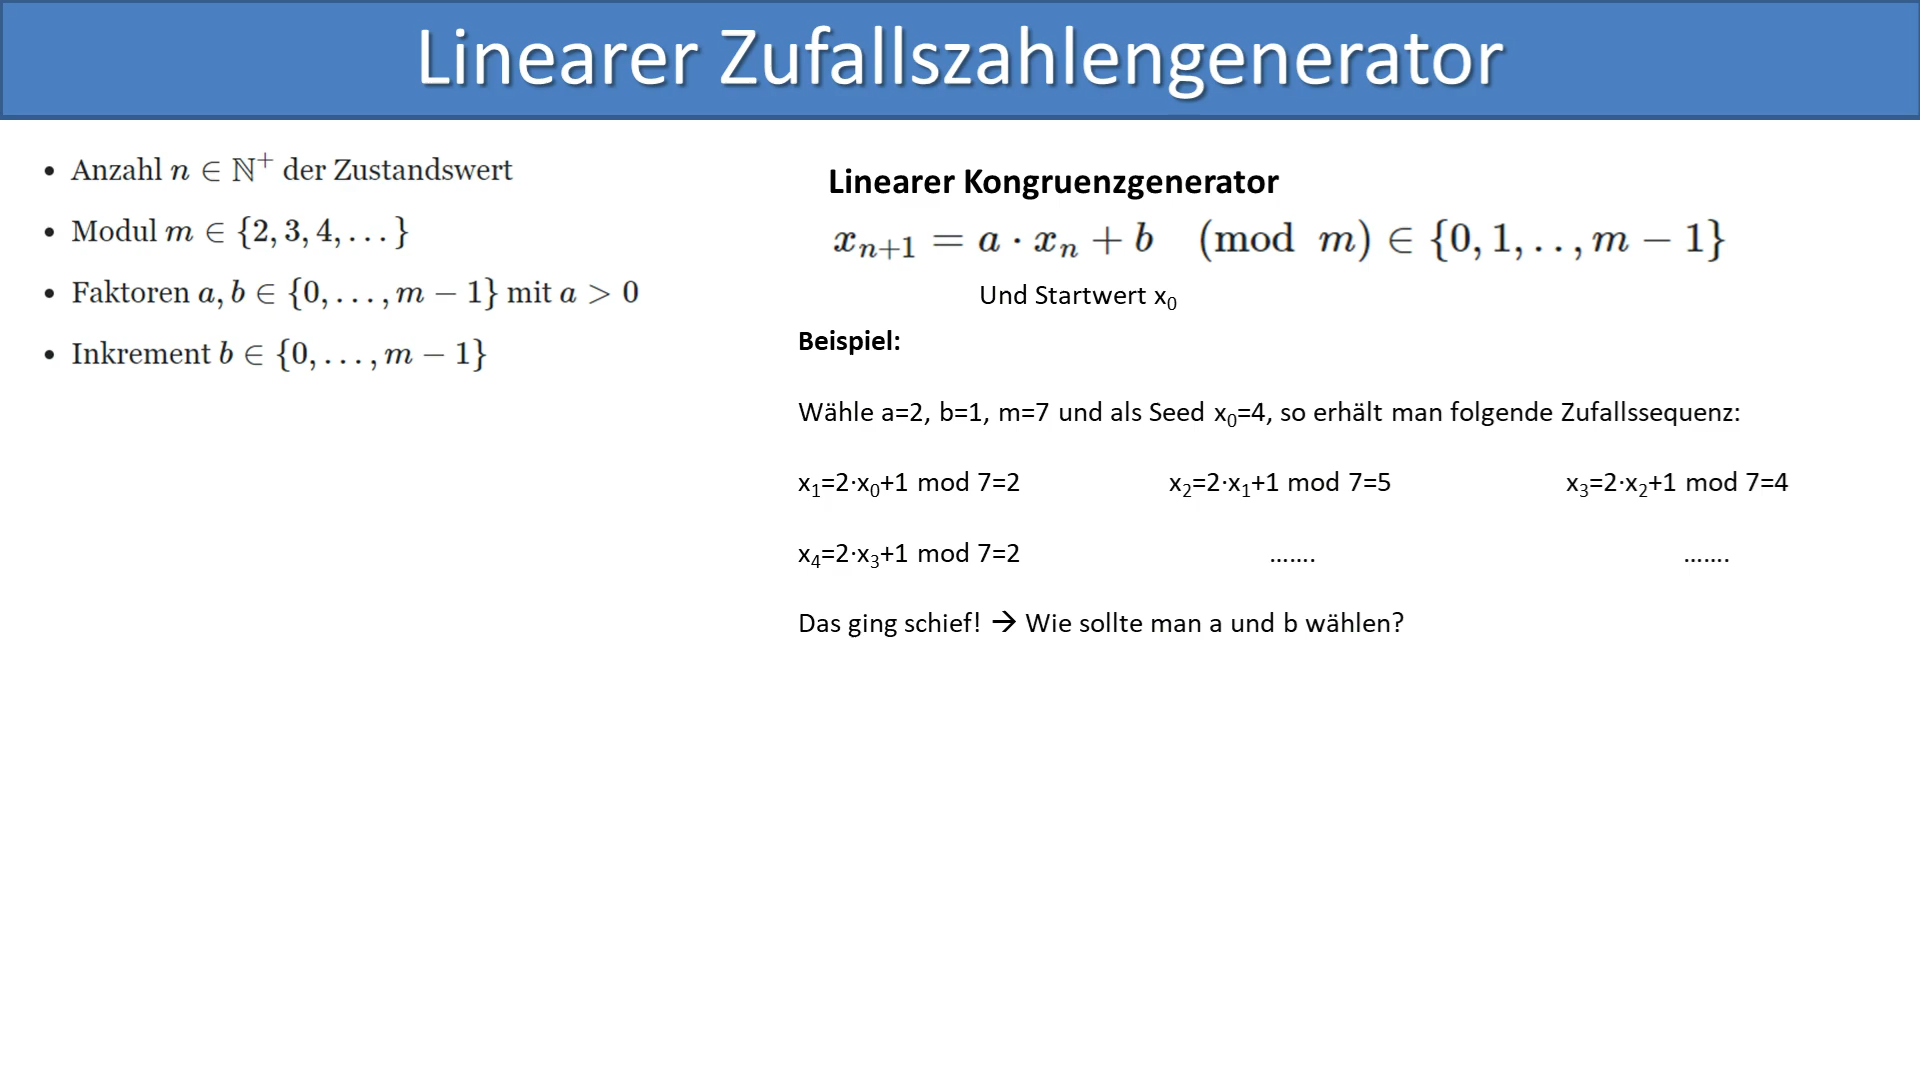 Linearer Zufallszahlengenerator
• Anzahl n ∈ ℕ⁺ der Zustandswert
• Modul m ∈ {2, 3, 4, . . . }
• Faktoren a, b ∈ {0, . . . , m − 1} mit a > 0
• Inkrement b ∈ {0, . . . , m − 1}
Linearer Kongruenzgenerator
xₙ₊₁ = a · xₙ + b (mod m) ∈ {0, 1, . . , m − 1}
Und Startwert x₀
Beispiel:
Wähle a=2, b=1, m=7 und als Seed x₀=4, so erhält man folgende Zufallssequenz:
x₁=2·x₀+1 mod 7=2 x₂=2·x₁+1 mod 7=5 x₃=2·x₂+1 mod 7=4
x₄=2·x₃+1 mod 7=2 ……. …….
Das ging schief! → Wie sollte man a und b wählen?